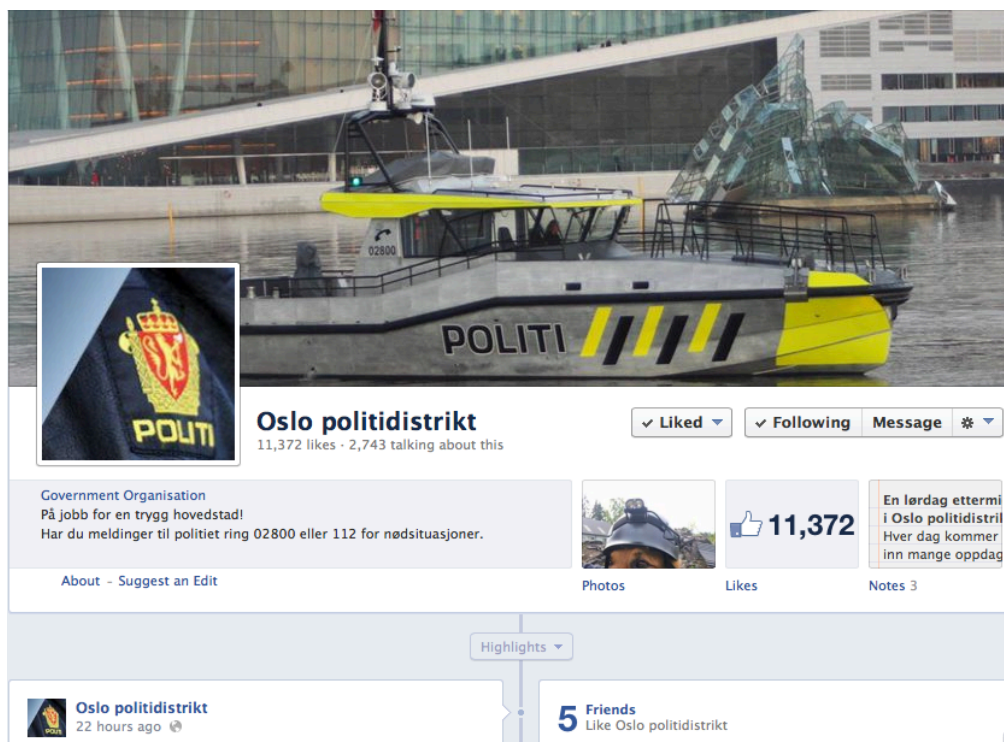 02800
POLITI
POLITI
Oslo politidistrikt
11,372 likes · 2,743 talking about this
✓ Liked
✓ Following
Message
Government Organisation
På jobb for en trygg hovedstad!
Har du meldinger til politiet ring 02800 eller 112 for nødsituasjoner.
About - Suggest an Edit
Photos
11,372
Likes
En lørdag ettermi
i Oslo politidistril
Hver dag kommer
inn mange oppdag
Notes 3
Highlights
Oslo politidistrikt
22 hours ago
5 Friends
Like Oslo politidistrikt